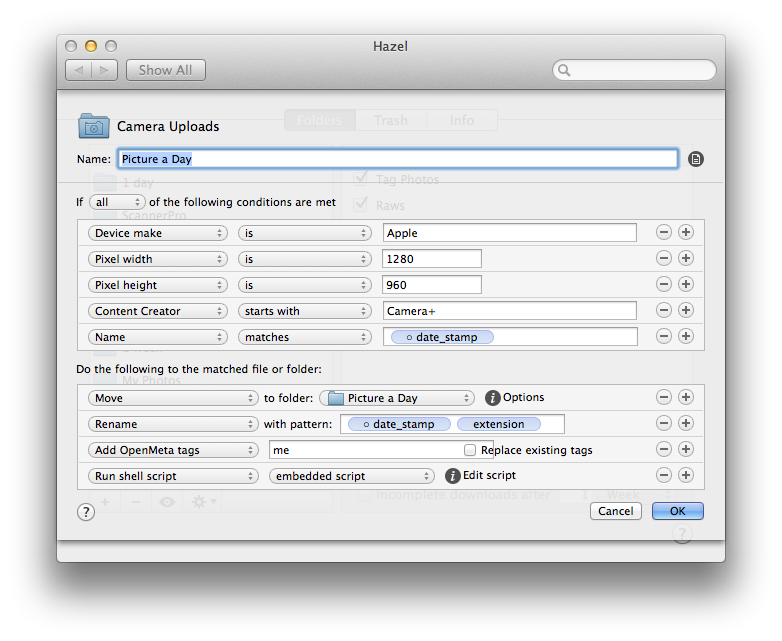 Hazel
Show All
Camera Uploads
Folders Trash Info
Name: Picture a Day
1 day
Tag Photos
If all of the following conditions are met
Raws
ScannerPro
Device make is Apple
Pixel width is 1280
Pixel height is 960
Content Creator starts with Camera+
Name matches date_stamp
Do the following to the matched file or folder:
My Photos
Move to folder: Picture a Day Options
Rename with pattern: date_stamp extension
Add OpenMeta tags me Replace existing tags
Run shell script embedded script Edit script
Incomplete downloads after 1 Week
? Cancel OK
?